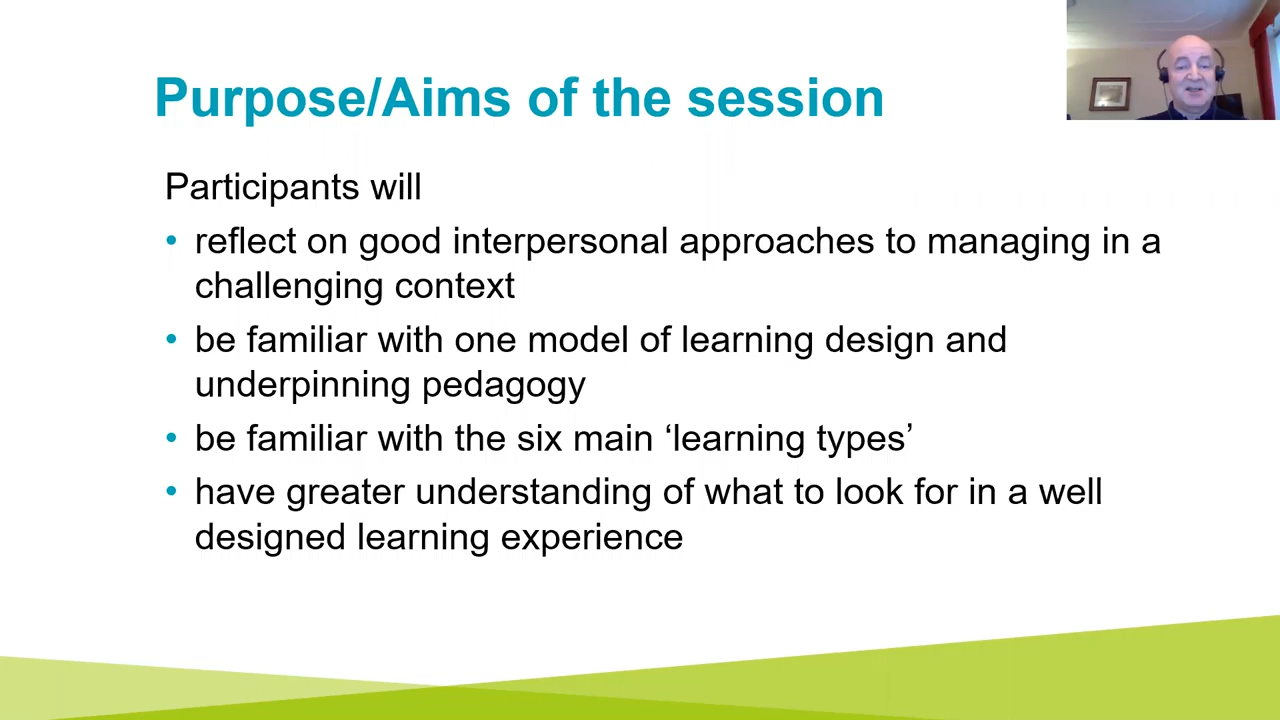 Purpose/Aims of the session
Participants will
• reflect on good interpersonal approaches to managing in a
challenging context
• be familiar with one model of learning design and
underpinning pedagogy
• be familiar with the six main ‘learning types’
• have greater understanding of what to look for in a well
designed learning experience